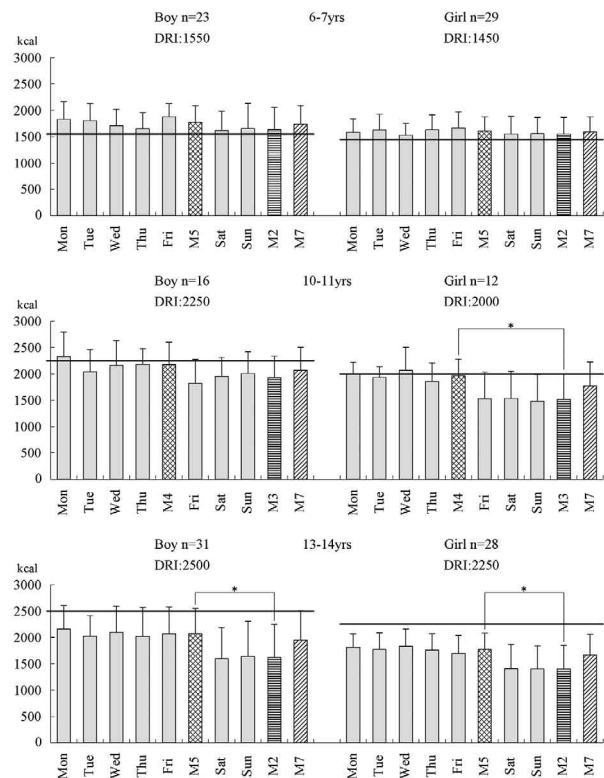 Boy n=23 6-7yrs Girl n=29
DRI:1550 DRI:1450
kcal
3000
2500
2000
1500
1000
500
0
Mon Tue Wed Thu Fri M5 Sat Sun M2 M7
Mon Tue Wed Thu Fri M5 Sat Sun M2 M7
Boy n=16 10-11yrs Girl n=12
DRI:2250 DRI:2000
kcal
*
3000
2500
2000
1500
1000
500
0
Mon Tue Wed Thu M4 Fri Sat Sun M3 M7
Mon Tue Wed Thu M4 Fri Sat Sun M3 M7
Boy n=31 13-14yrs Girl n=28
DRI:2500 DRI:2250
kcal
* *
3000
2500
2000
1500
1000
500
0
Mon Tue Wed Thu Fri M5 Sat Sun M2 M7
Mon Tue Wed Thu Fri M5 Sat Sun M2 M7